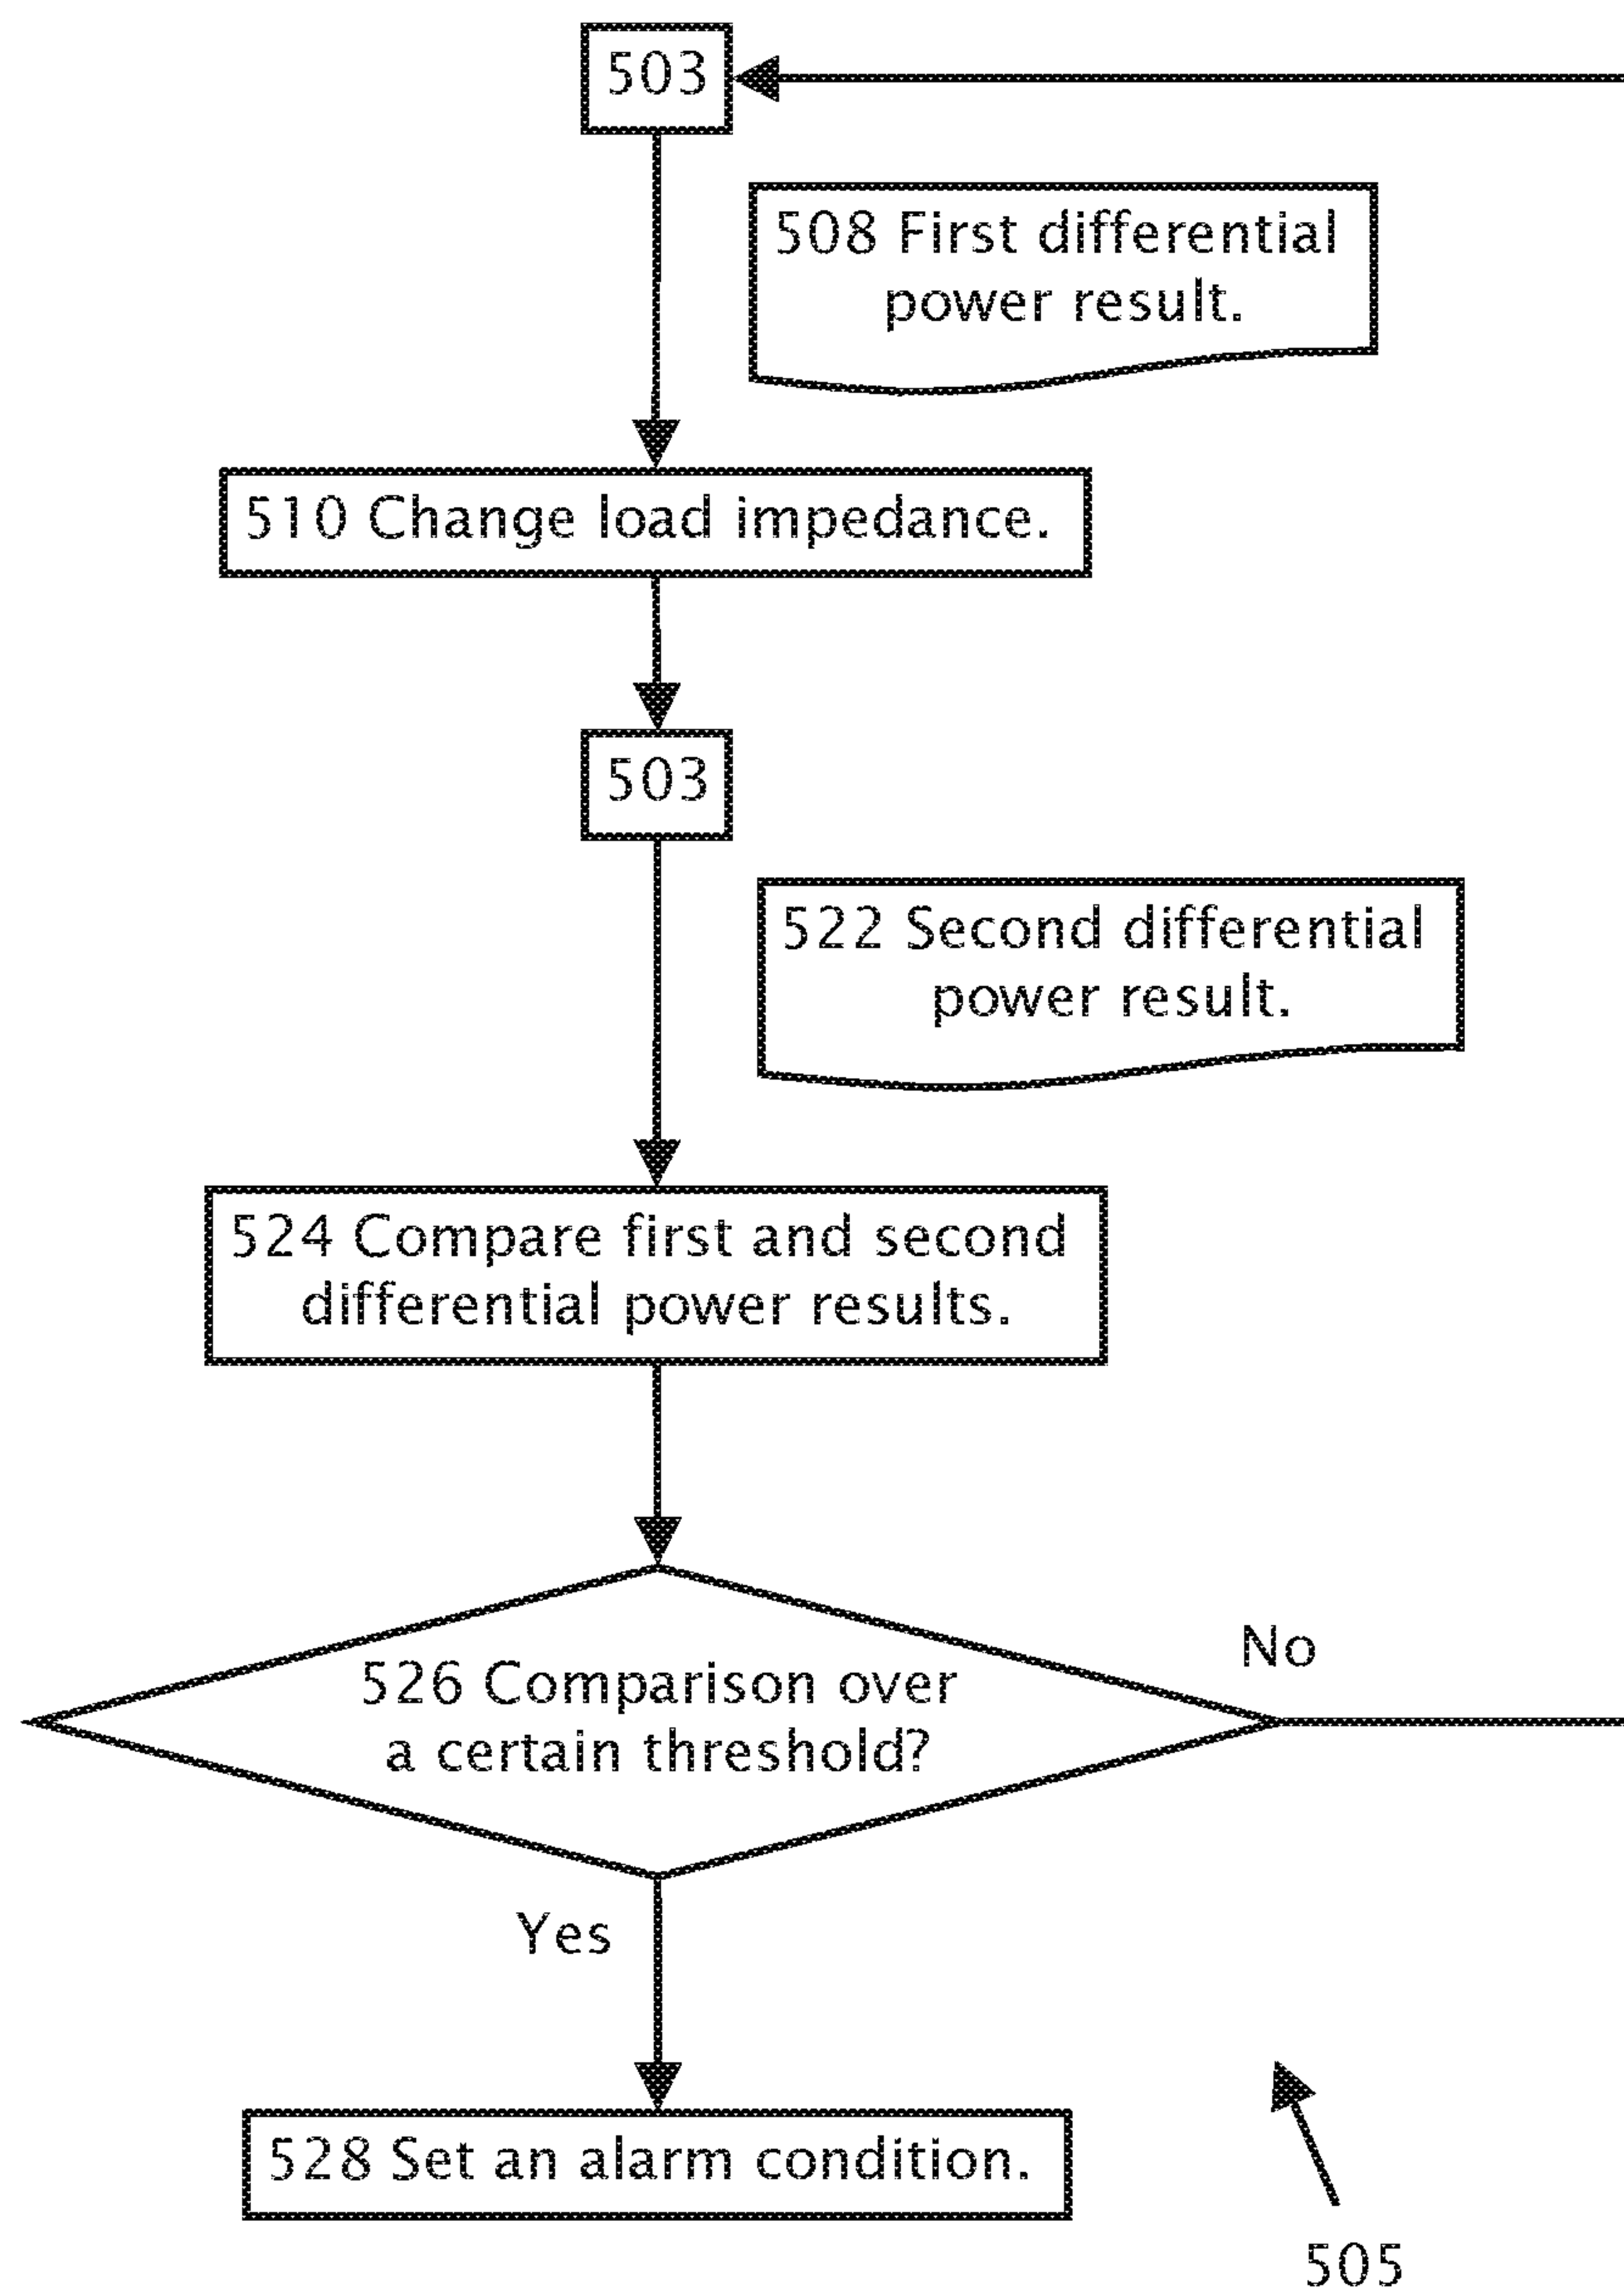 503
508 First differential
power result.
510 Change load impedance.
503
522 Second differential
power result.
524 Compare first and second
differential power results.
526 Comparison over
a certain threshold?
No
Yes
528 Set an alarm condition.
505